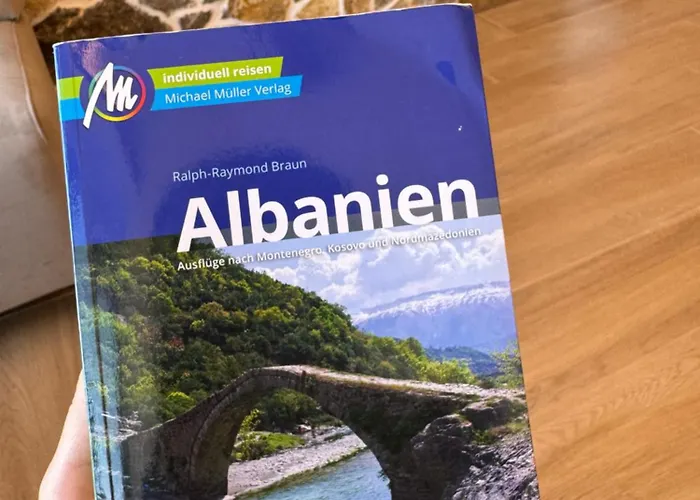 individuell reisen
Michael Müller Verlag
Ralph-Raymond Braun
Albanien
Ausflüge nach Montenegro, Kosovo und Nordmazedonien